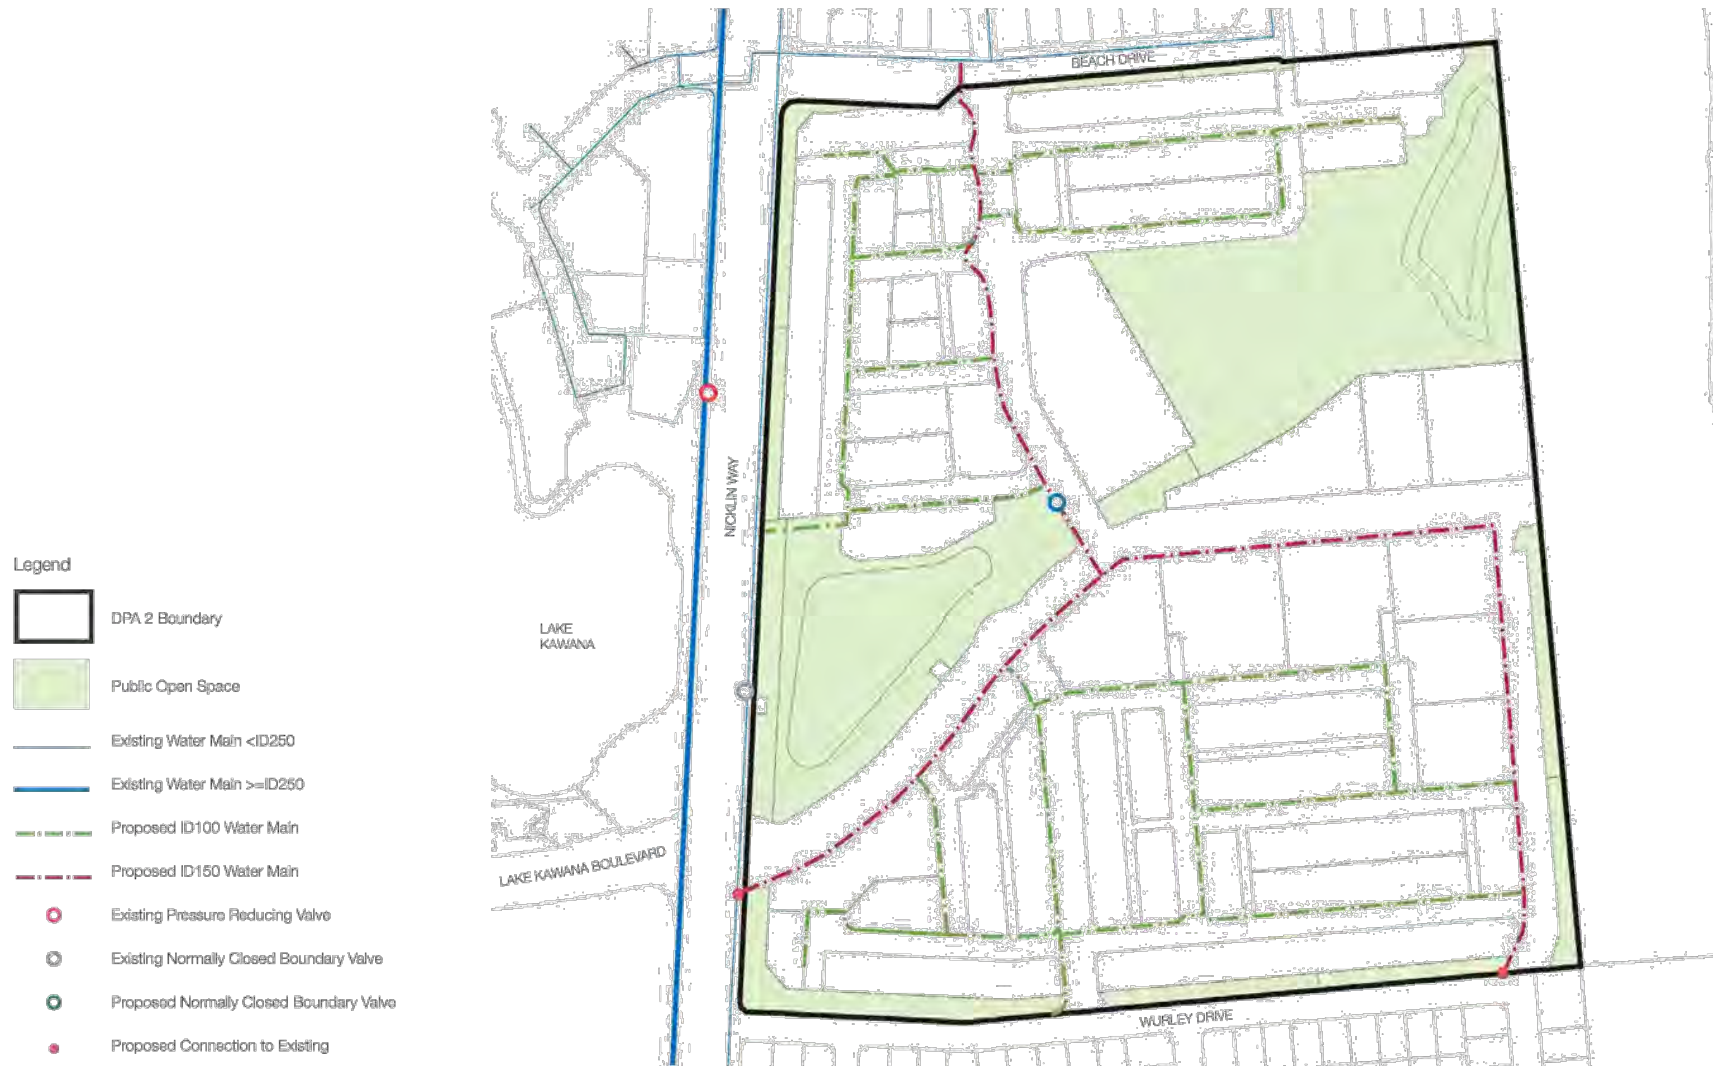 BEACH DRIVE
NICKLIN WAY
LAKE
KAWANA
LAKE KAWANA BOULEVARD
WURLEY DRIVE
Legend
DPA 2 Boundary
Public Open Space
Existing Water Main <ID250
Existing Water Main >=ID250
Proposed ID100 Water Main
Proposed ID150 Water Main
Existing Pressure Reducing Valve
Existing Normally Closed Boundary Valve
Proposed Normally Closed Boundary Valve
Proposed Connection to Existing